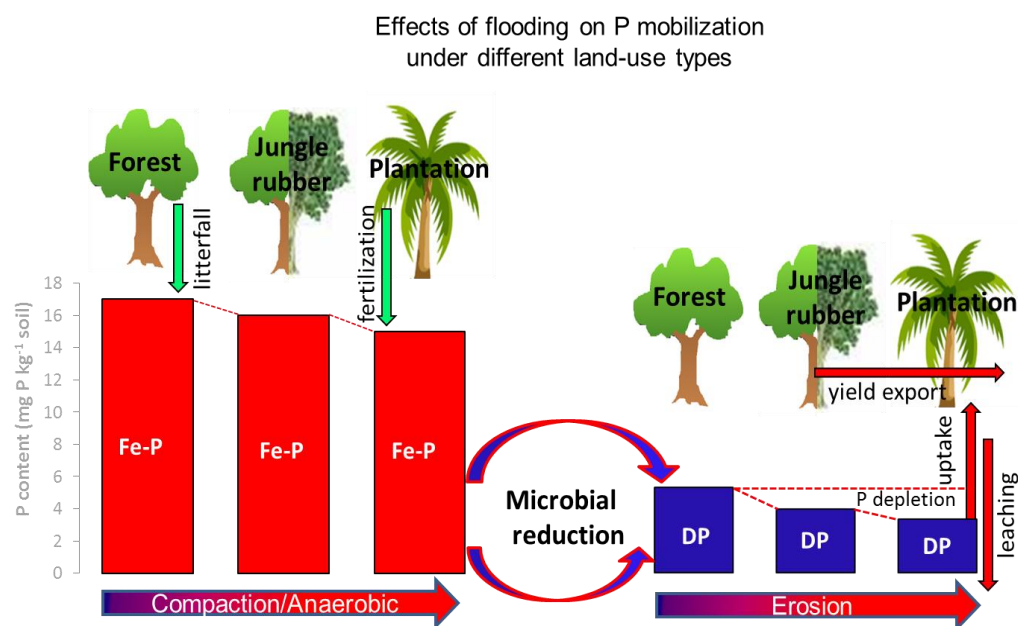 Effects of flooding on P mobilization
under different land-use types
Forest
Jungle
rubber
Plantation
litterfall
fertilization
P content (mg P kg⁻¹ soil)
18
16
14
12
10
8
6
4
2
0
Fe-P
Fe-P
Fe-P
Compaction/Anaerobic
Microbial
reduction
Forest
Jungle
rubber
Plantation
yield export
uptake
leaching
P depletion
DP
DP
DP
Erosion